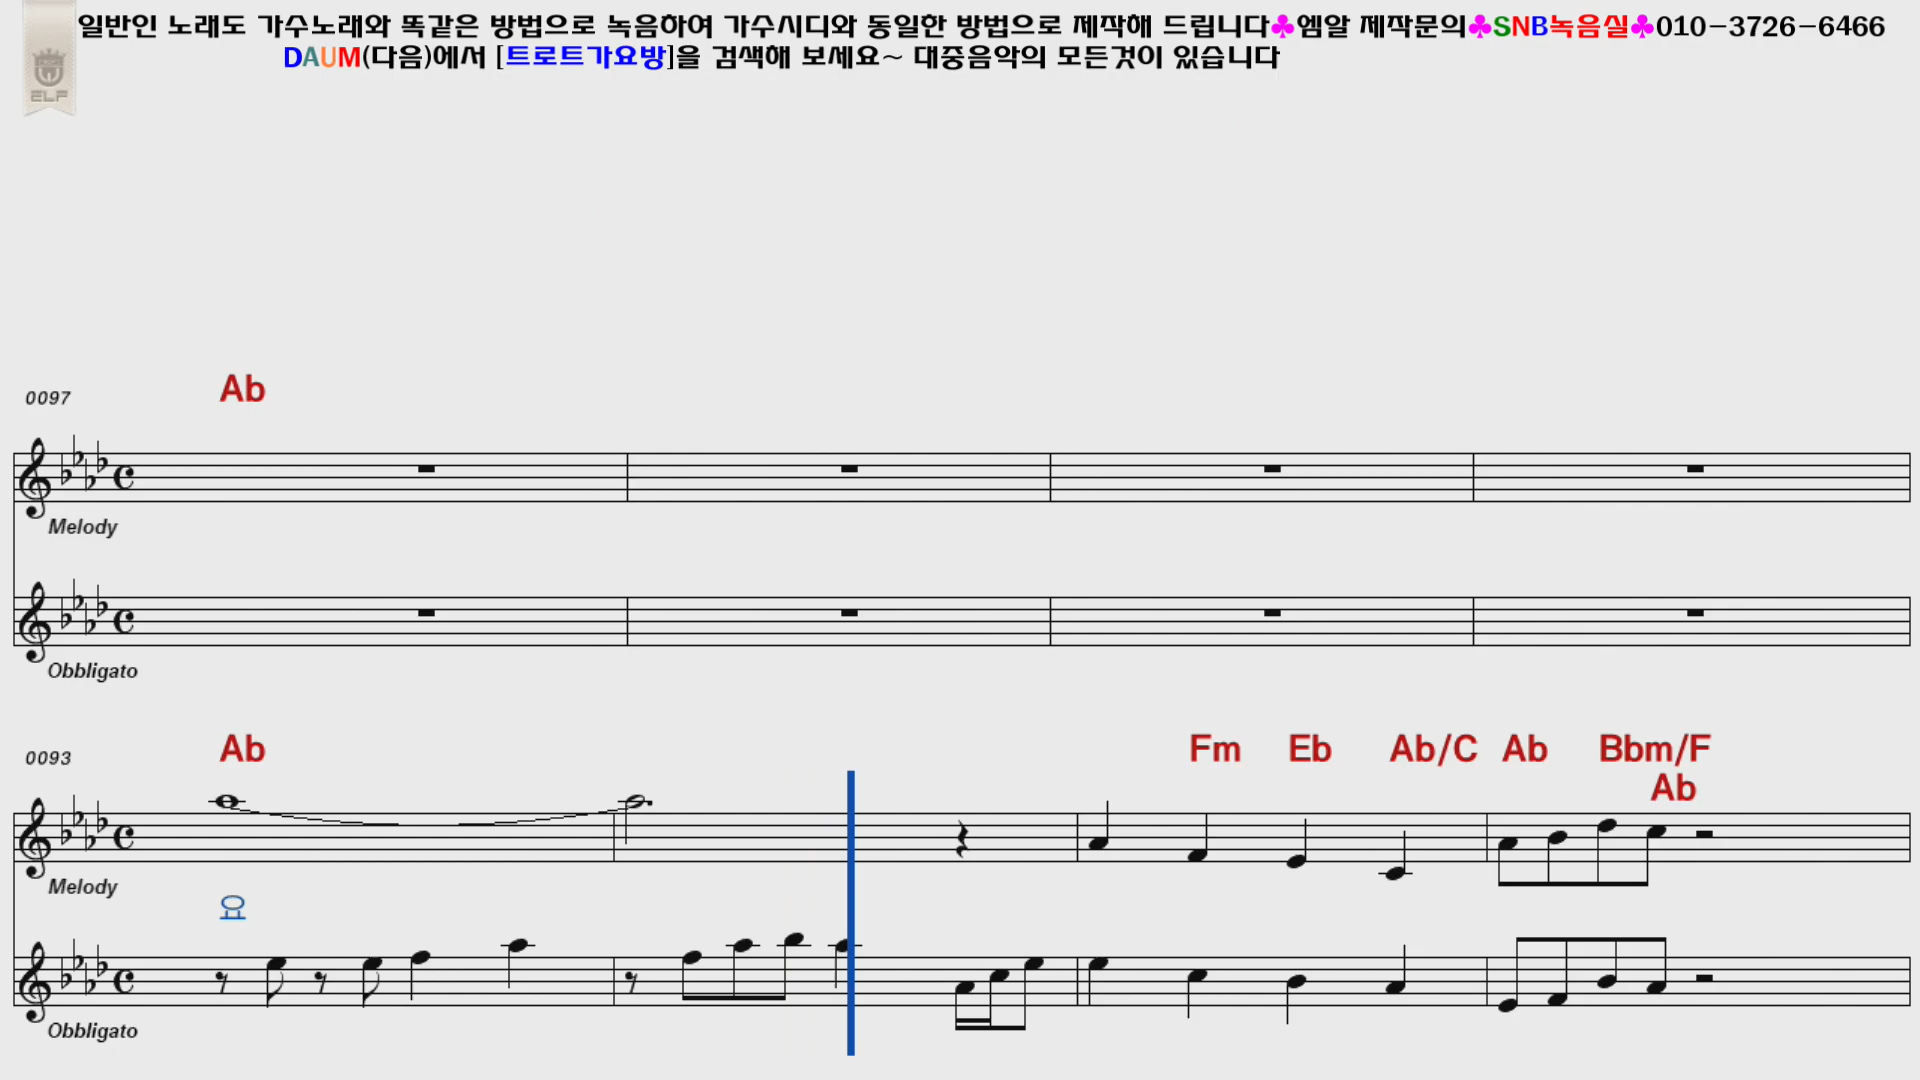 일반인 노래도 가수노래와 똑같은 방법으로 녹음하여 가수시디와 동일한 방법으로 제작해 드립니다♣엠알 제작문의♣SNB녹음실♣010-3726-6466
DAUM(다음)에서 [트로트가요방]을 검색해 보세요~ 대중음악의 모든것이 있습니다
ELF
0097 Ab
Melody
Obbligato
0093 Ab Fm Eb Ab/C Ab Bbm/F
Ab
Melody
요
Obbligato